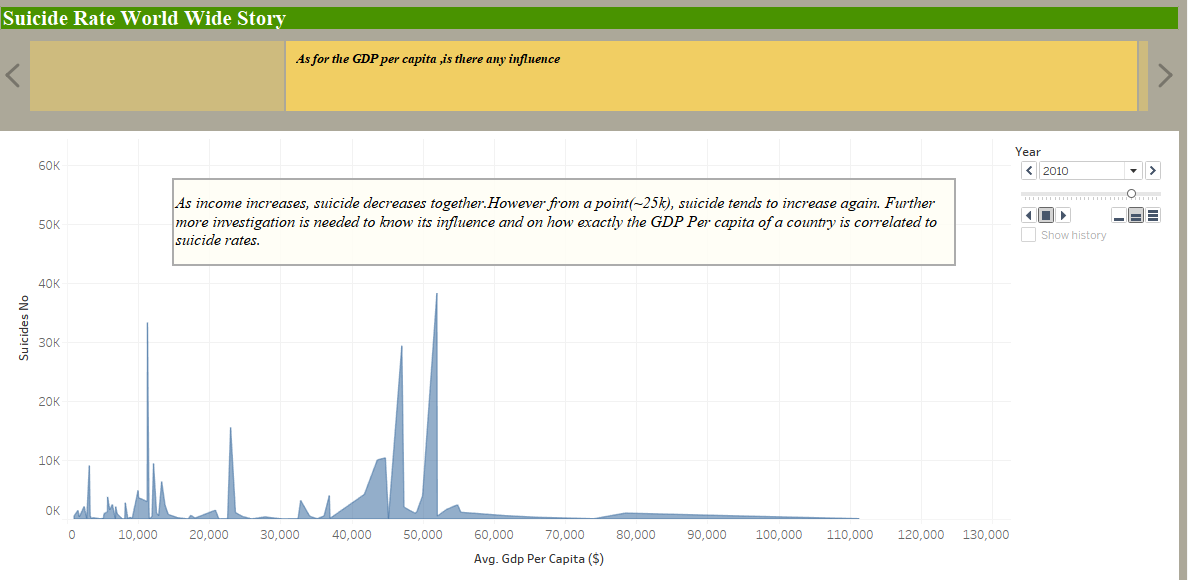 Suicide Rate World Wide Story
As for the GDP per capita ,is there any influence
Year
2010
Show history
60K
As income increases, suicide decreases together.However from a point(~25k), suicide tends to increase again. Further
more investigation is needed to know its influence and on how exactly the GDP Per capita of a country is correlated to
suicide rates.
50K
40K
30K
20K
10K
0K
Suicides No
0 10,000 20,000 30,000 40,000 50,000 60,000 70,000 80,000 90,000 100,000 110,000 120,000 130,000
Avg. Gdp Per Capita ($)